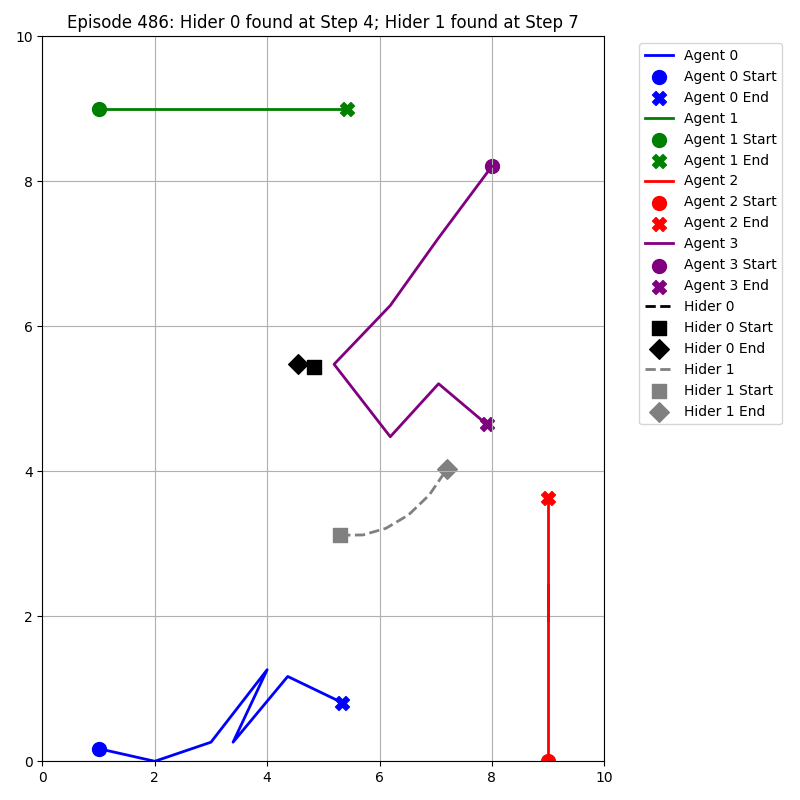 Episode 486: Hider 0 found at Step 4; Hider 1 found at Step 7
10
8
6
4
2
0
0 2 4 6 8 10
Agent 0
Agent 0 Start
Agent 0 End
Agent 1
Agent 1 Start
Agent 1 End
Agent 2
Agent 2 Start
Agent 2 End
Agent 3
Agent 3 Start
Agent 3 End
Hider 0
Hider 0 Start
Hider 0 End
Hider 1
Hider 1 Start
Hider 1 End